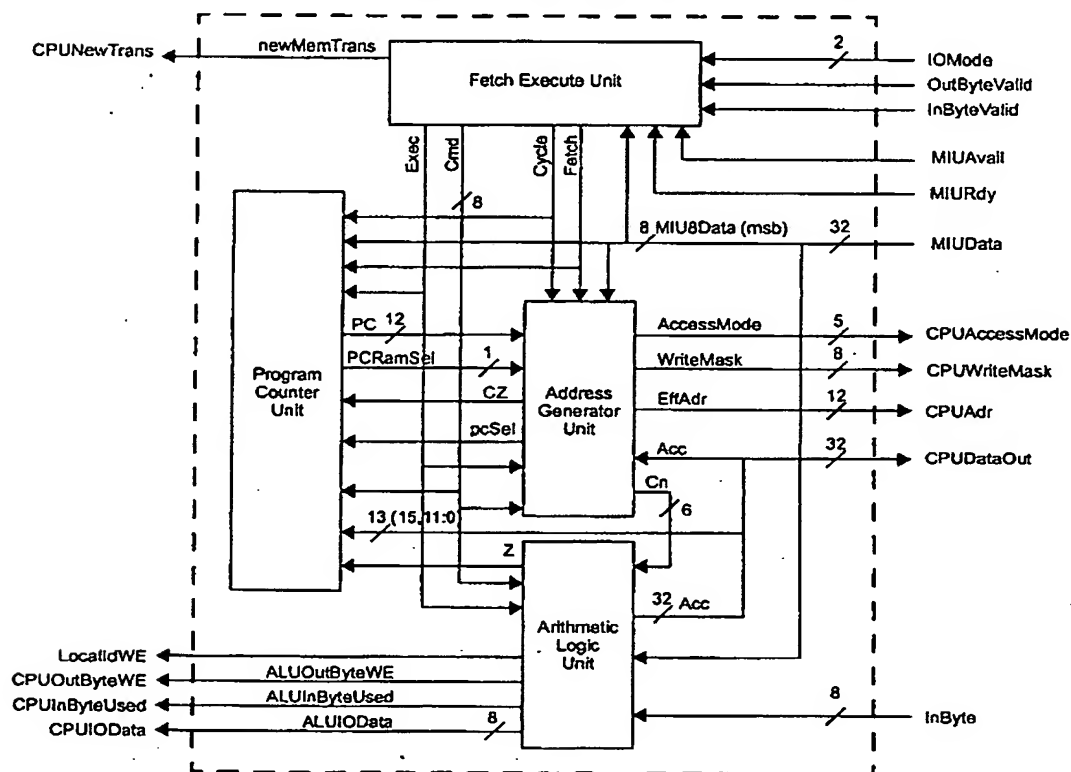 CPUNewTrans
newMemTrans
Fetch Execute Unit
2
IOMode
OutByteValid
InByteValid
Exec
Cmd
Cycle
Fetch
MIUAvail
MIURdy
8
8 MIU8Data (msb)
32
MIUData
PC
12
PCRamSel
1
CZ
pcSel
Program
Counter
Unit
Address
Generator
Unit
AccessMode
5
CPUAccessMode
WriteMask
8
CPUWriteMask
EffAdr
12
CPUAdr
Acc
32
CPUDataOut
Cn
6
13 (15,11:0)
Z
32
Acc
Arithmetic
Logic
Unit
LocalIdWE
CPUOutByteWE
ALUOutByteWE
CPUInByteUsed
ALUInByteUsed
CPUIOData
ALUIOData
8
8
InByte